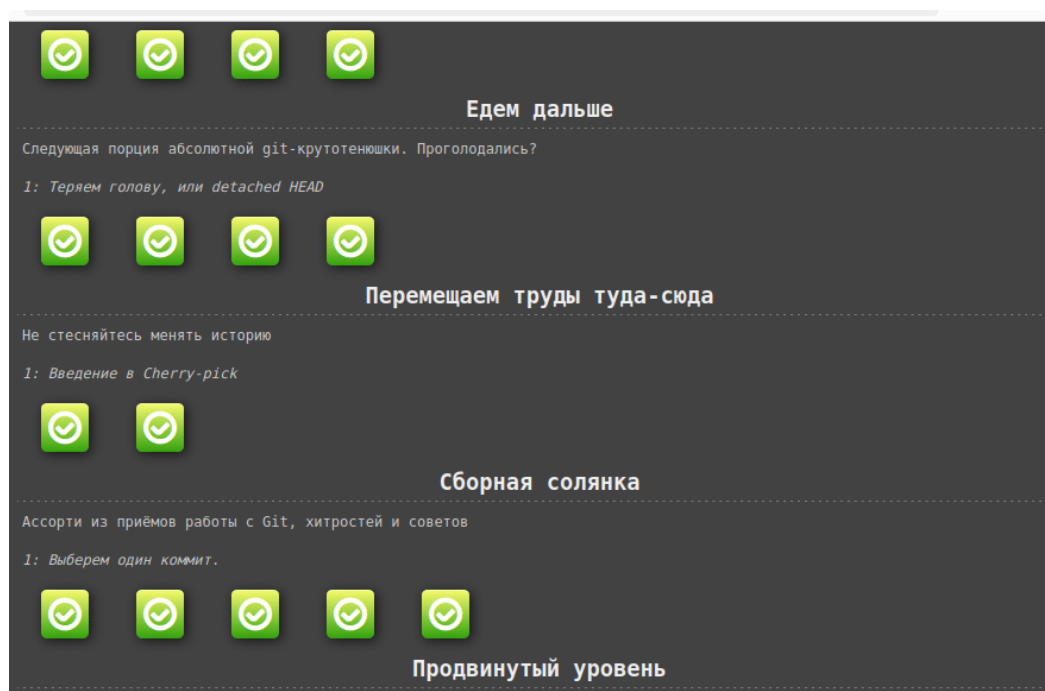 Едем дальше
Следующая порция абсолютной git-крутотенюшки. Проголодались?
1: Теряем голову, или detached HEAD
Перемещаем труды туда-сюда
Не стесняйтесь менять историю
1: Введение в Cherry-pick
Сборная солянка
Ассорти из приёмов работы с Git, хитростей и советов
1: Выберем один коммит.
Продвинутый уровень